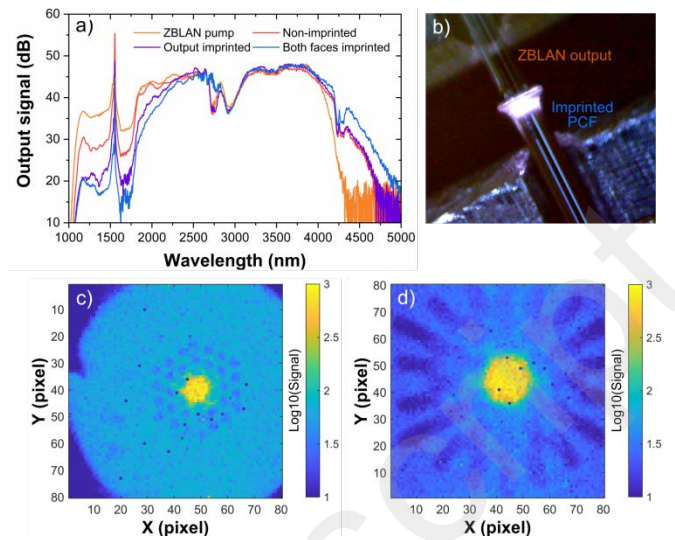 a)
ZBLAN pump
Non-imprinted
Output imprinted
Both faces imprinted
Output signal (dB)
60
50
40
30
20
10
1000 1500 2000 2500 3000 3500 4000 4500 5000
Wavelength (nm)
b)
ZBLAN output
Imprinted
PCF
c)
Y (pixel)
10
20
30
40
50
60
70
80
10 20 30 40 50 60 70 80
X (pixel)
3
2.5
2
1.5
1
Log10(Signal)
d)
Y (pixel)
80
70
60
50
40
30
20
10
10 20 30 40 50 60 70 80
X (pixel)
3
2.5
2
1.5
1
Log10(Signal)